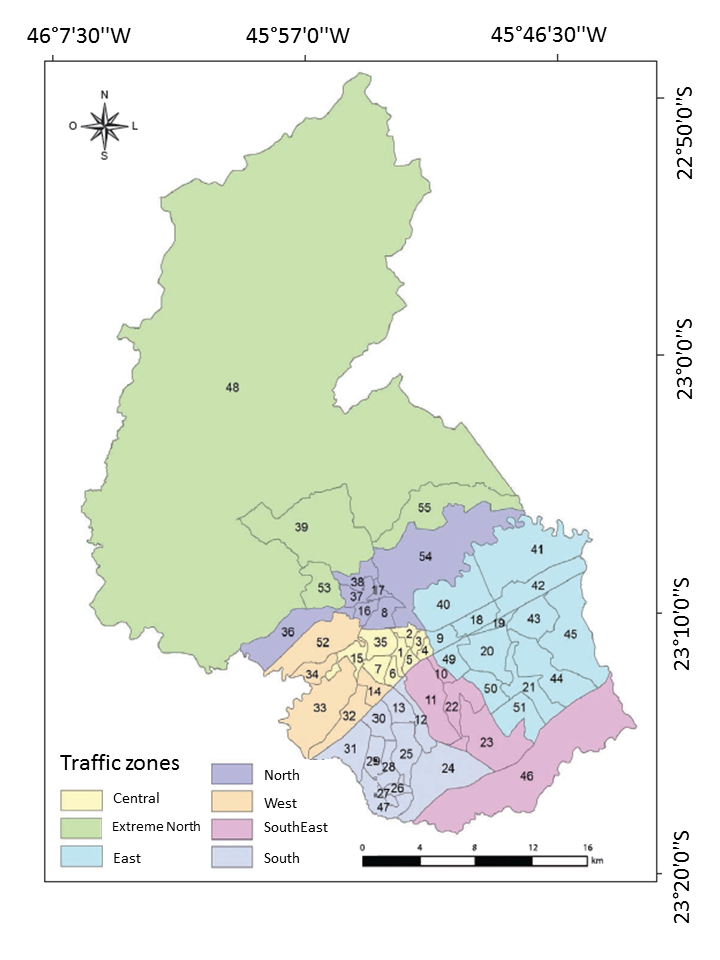 46°7'30''W 45°57'0''W 45°46'30''W
N
O L
S
22°50'0''S
48
23°0'0''S
55
39
54
41
38
53
17
42
37
40
16 8
18 19 43
23°10'0''S
36
45
52
35 2
3
9
1 4
20
15
5
49
7 6
34
10
44
14
50 21
11
33
13
22
51
32
30
12
31
23
25
29
28
24
46
26
27
47
Traffic zones
Central
Extreme North
East
North
West
SouthEast
South
0 4 8 12 16
km
23°20'0''S